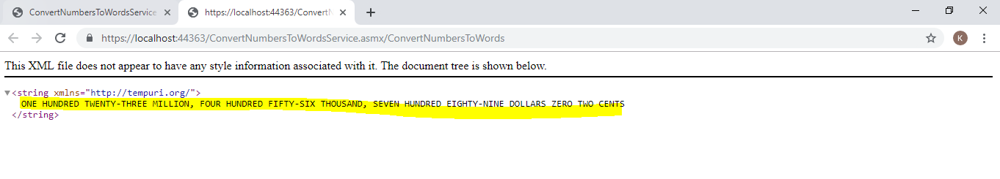 ConvertNumbersToWordsService
https://localhost:44363/ConvertN
K
https://localhost:44363/ConvertNumbersToWordsService.asmx/ConvertNumbersToWords
This XML file does not appear to have any style information associated with it. The document tree is shown below.
<string xmlns="http://tempuri.org/">
ONE HUNDRED TWENTY-THREE MILLION, FOUR HUNDRED FIFTY-SIX THOUSAND, SEVEN HUNDRED EIGHTY-NINE DOLLARS ZERO TWO CENTS
</string>